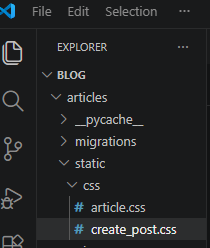 File Edit Selection
EXPLORER
BLOG
articles
__pycache__
migrations
static
css
# article.css
# create_post.css